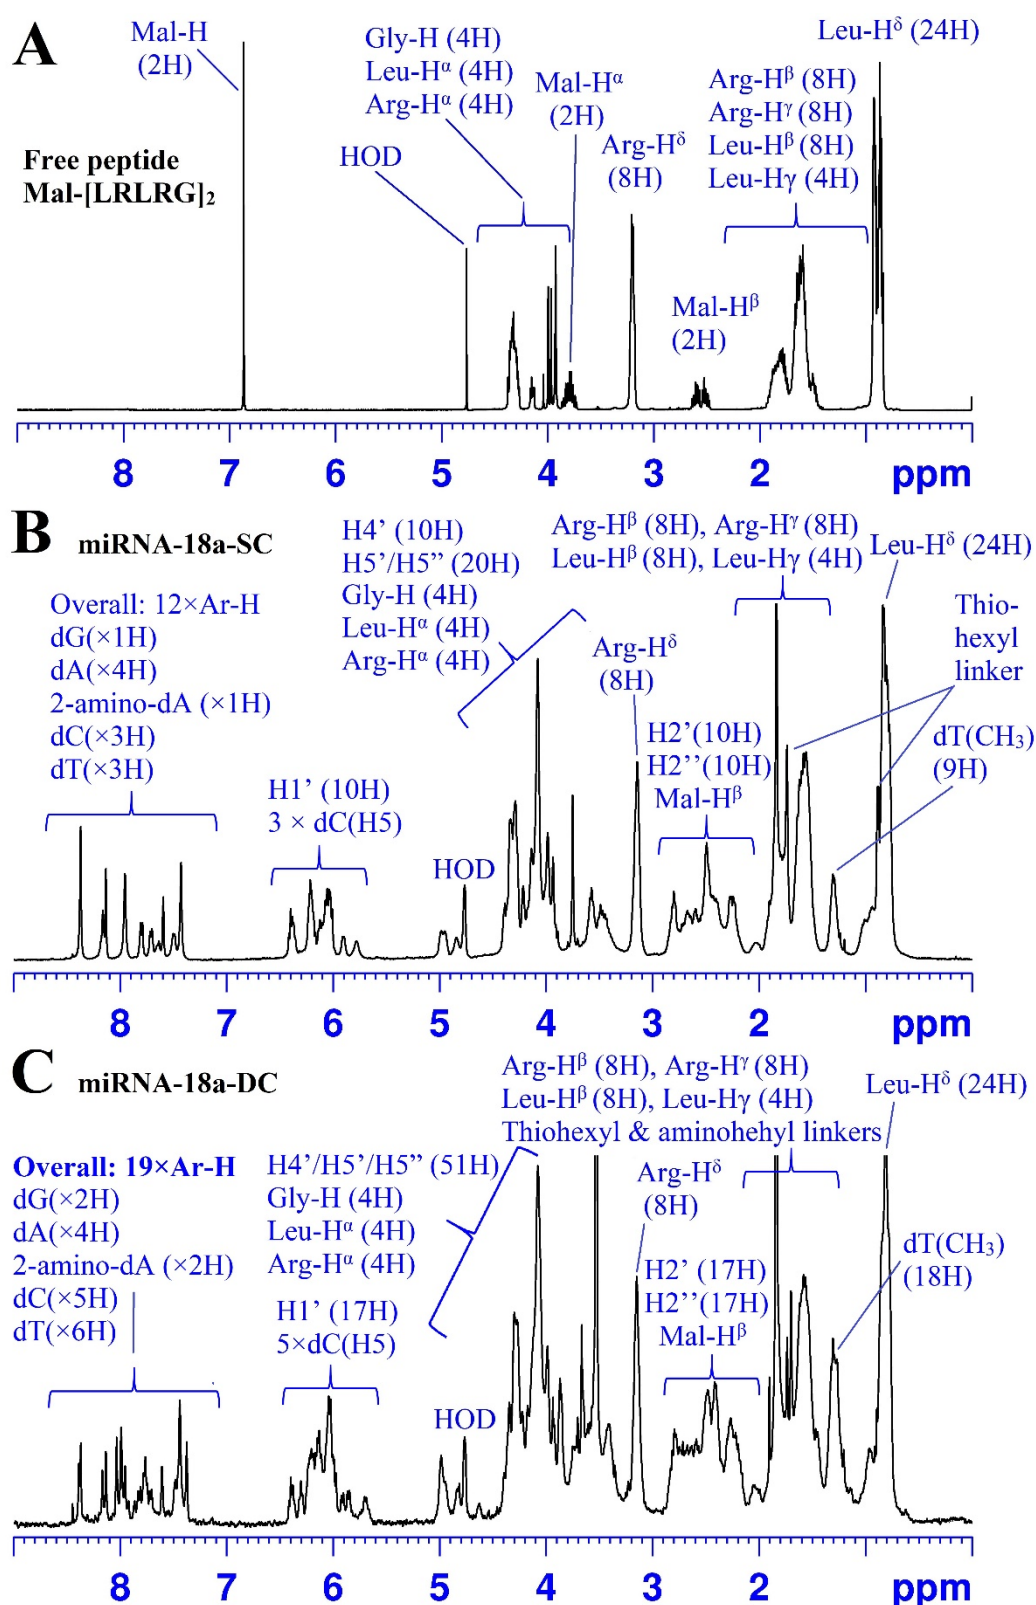 A
Free peptide
Mal-[LRLRG]₂
Mal-H
(2H)
HOD
Gly-H (4H)
Leu-Hᵅ (4H)
Arg-Hᵅ (4H)
Mal-Hᵅ
(2H)
Arg-Hᵟ
(8H)
Mal-Hᵝ
(2H)
Arg-Hᵝ (8H)
Arg-Hᵞ (8H)
Leu-Hᵝ (8H)
Leu-Hγ (4H)
Leu-Hᵟ (24H)
8 7 6 5 4 3 2 ppm
B miRNA-18a-SC
Overall: 12×Ar-H
dG(×1H)
dA(×4H)
2-amino-dA (×1H)
dC(×3H)
dT(×3H)
H1’ (10H)
3 × dC(H5)
HOD
H4’ (10H)
H5’/H5” (20H)
Gly-H (4H)
Leu-Hᵅ (4H)
Arg-Hᵅ (4H)
Arg-Hᵟ
(8H)
H2’(10H)
H2’’(10H)
Mal-Hᵝ
Arg-Hᵝ (8H), Arg-Hᵞ (8H)
Leu-Hᵝ (8H), Leu-Hγ (4H)
Leu-Hᵟ (24H)
Thio-
hexyl
linker
dT(CH₃)
(9H)
8 7 6 5 4 3 2 ppm
C miRNA-18a-DC
Overall: 19×Ar-H
dG(×2H)
dA(×4H)
2-amino-dA (×2H)
dC(×5H)
dT(×6H)
H4’/H5’/H5” (51H)
Gly-H (4H)
Leu-Hᵅ (4H)
Arg-Hᵅ (4H)
H1’ (17H)
5×dC(H5)
HOD
Arg-Hᵝ (8H), Arg-Hᵞ (8H)
Leu-Hᵝ (8H), Leu-Hγ (4H)
Thiohexyl & aminohehyl linkers
Arg-Hᵟ
(8H)
H2’ (17H)
H2’’(17H)
Mal-Hᵝ
Leu-Hᵟ (24H)
dT(CH₃)
(18H)
8 7 6 5 4 3 2 ppm